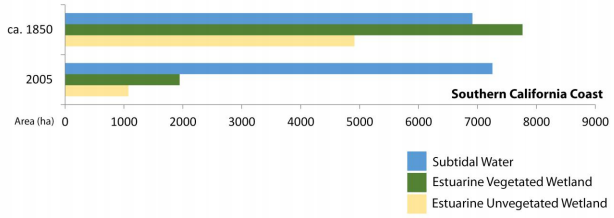 ca. 1850
2005
Southern California Coast
Area (ha) 0 1000 2000 3000 4000 5000 6000 7000 8000 9000
Subtidal Water
Estuarine Vegetated Wetland
Estuarine Unvegetated Wetland